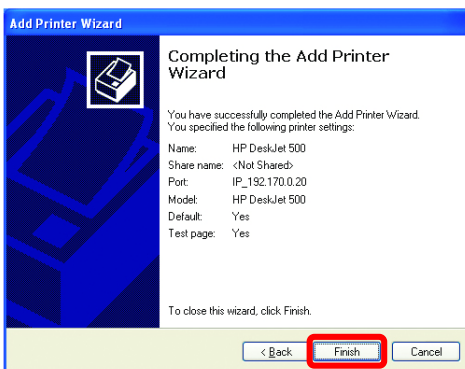 Add Printer Wizard
Completing the Add Printer
Wizard
You have successfully completed the Add Printer Wizard.
You specified the following printer settings:
Name: HP DeskJet 500
Share name: <Not Shared>
Port: IP_192.170.0.20
Model: HP DeskJet 500
Default: Yes
Test page: Yes
To close this wizard, click Finish.
< Back Finish Cancel